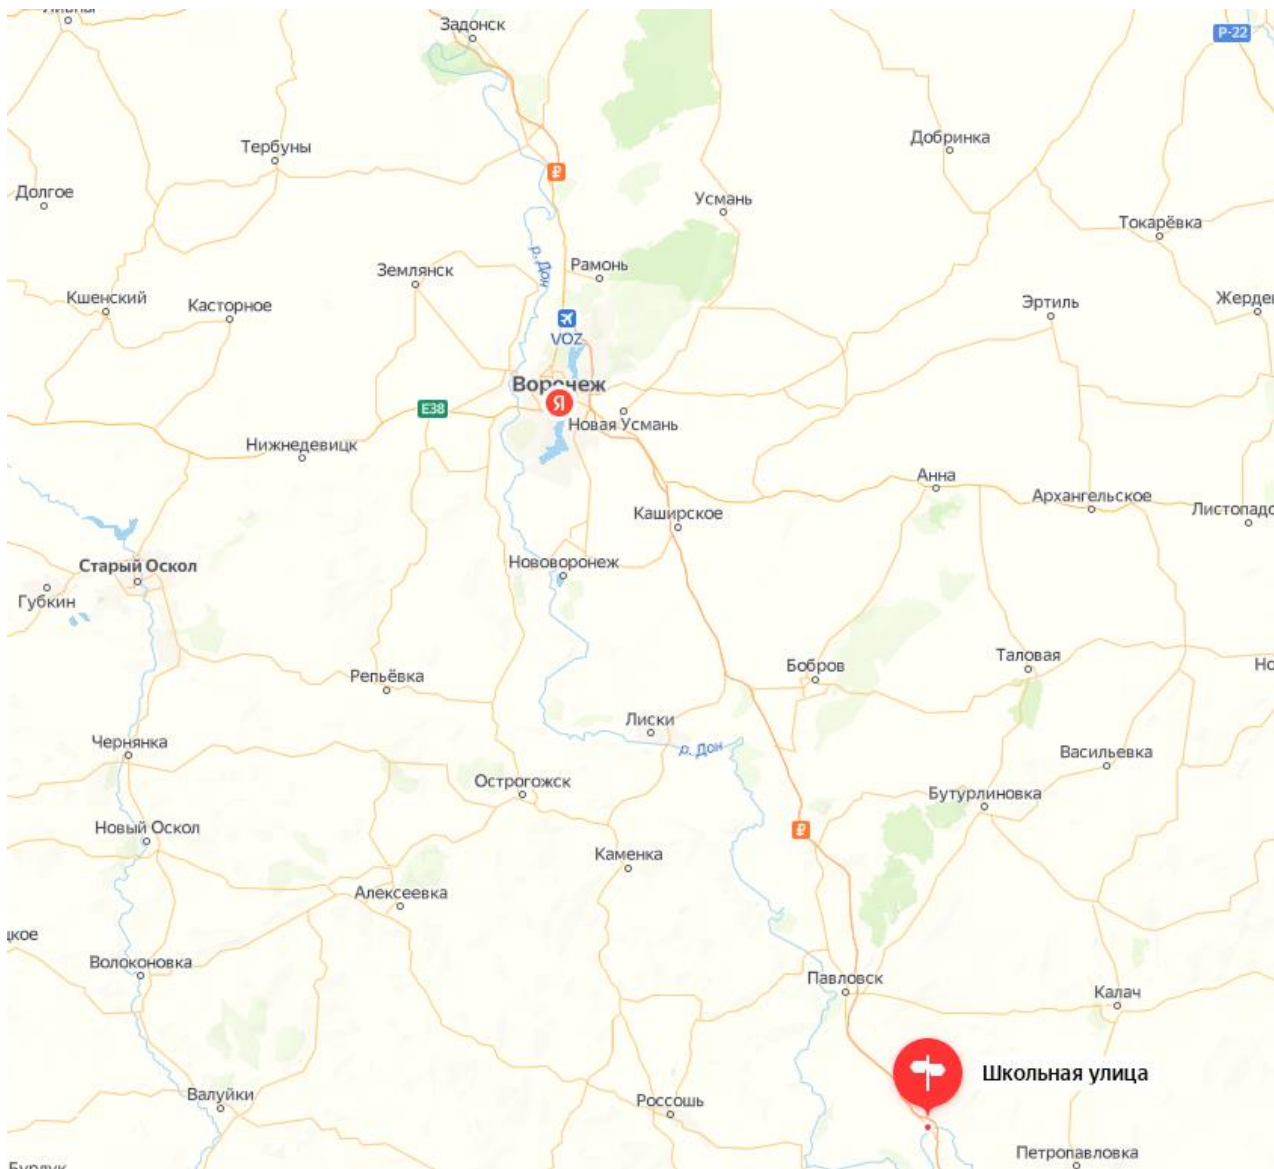 Задонск
Р-22
Тербуны
Добринка
₽
Долгое
Усмань
Токарёвка
р. Дон
Рамонь
Землянск
Кшенский
Касторное
Эртиль
VOZ
Воронеж
Я
E38
Новая Усмань
Нижнедевицк
Анна
Архангельское
Каширское
Старый Оскол
Нововоронеж
Губкин
Таловая
Бобров
Репьёвка
Лиски
Чернянка
р. Дон
Васильевка
Острогожск
Бутурлиновка
Новый Оскол
₽
Каменка
Алексеевка
Волоконовка
Павловск
Калач
Школьная улица
Валуйки
Россошь
Петропавловка